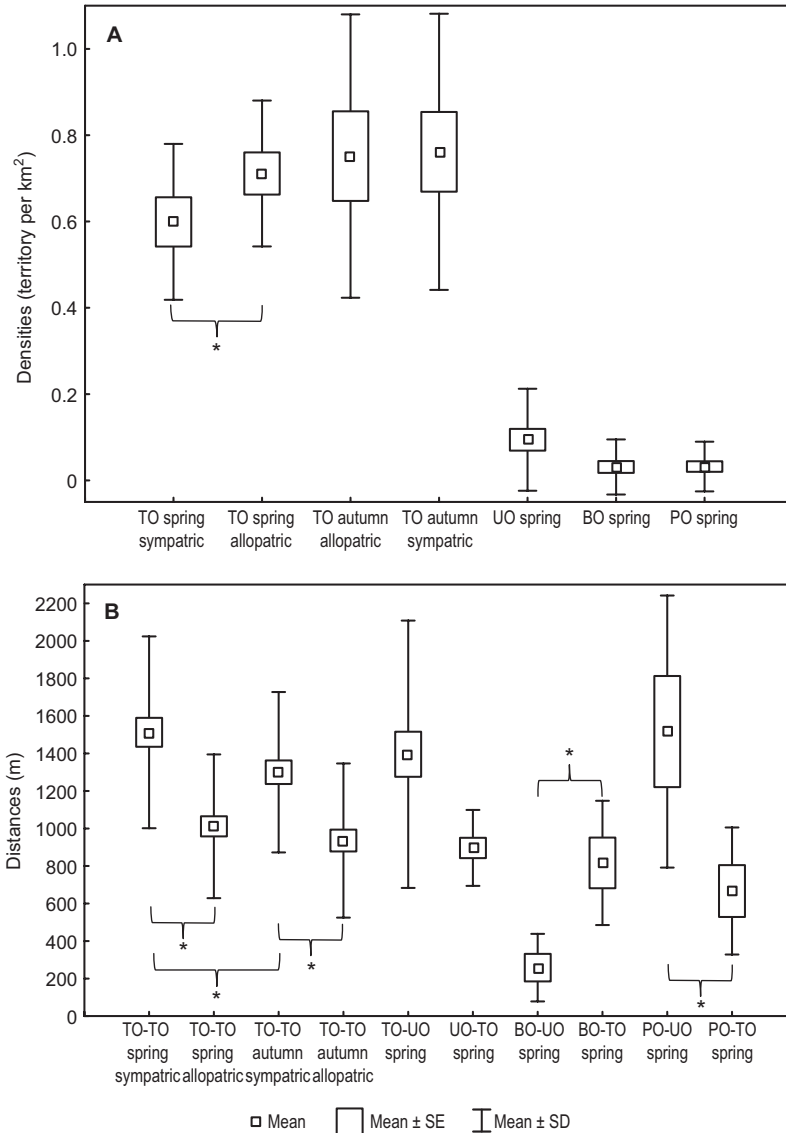 A
Densities (territory per km²)
1.0
0.8
0.6
0.4
0.2
0
*
TO spring
sympatric
TO spring
allopatric
TO autumn
allopatric
TO autumn
sympatric
UO spring
BO spring
PO spring
B
Distances (m)
2200
2000
1800
1600
1400
1200
1000
800
600
400
200
0
*
*
*
*
*
TO-TO
spring
sympatric
TO-TO
spring
allopatric
TO-TO
autumn
sympatric
TO-TO
autumn
allopatric
TO-UO
spring
UO-TO
spring
BO-UO
spring
BO-TO
spring
PO-UO
spring
PO-TO
spring
Mean
Mean ± SE
Mean ± SD